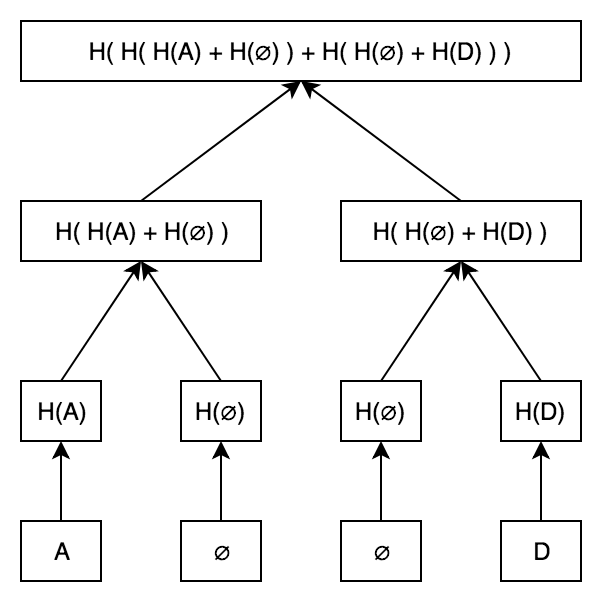 H( H( H(A) + H(∅) ) + H( H(∅) + H(D) ) )
H( H(A) + H(∅) )
H( H(∅) + H(D) )
H(A)
H(∅)
H(∅)
H(D)
A
∅
∅
D